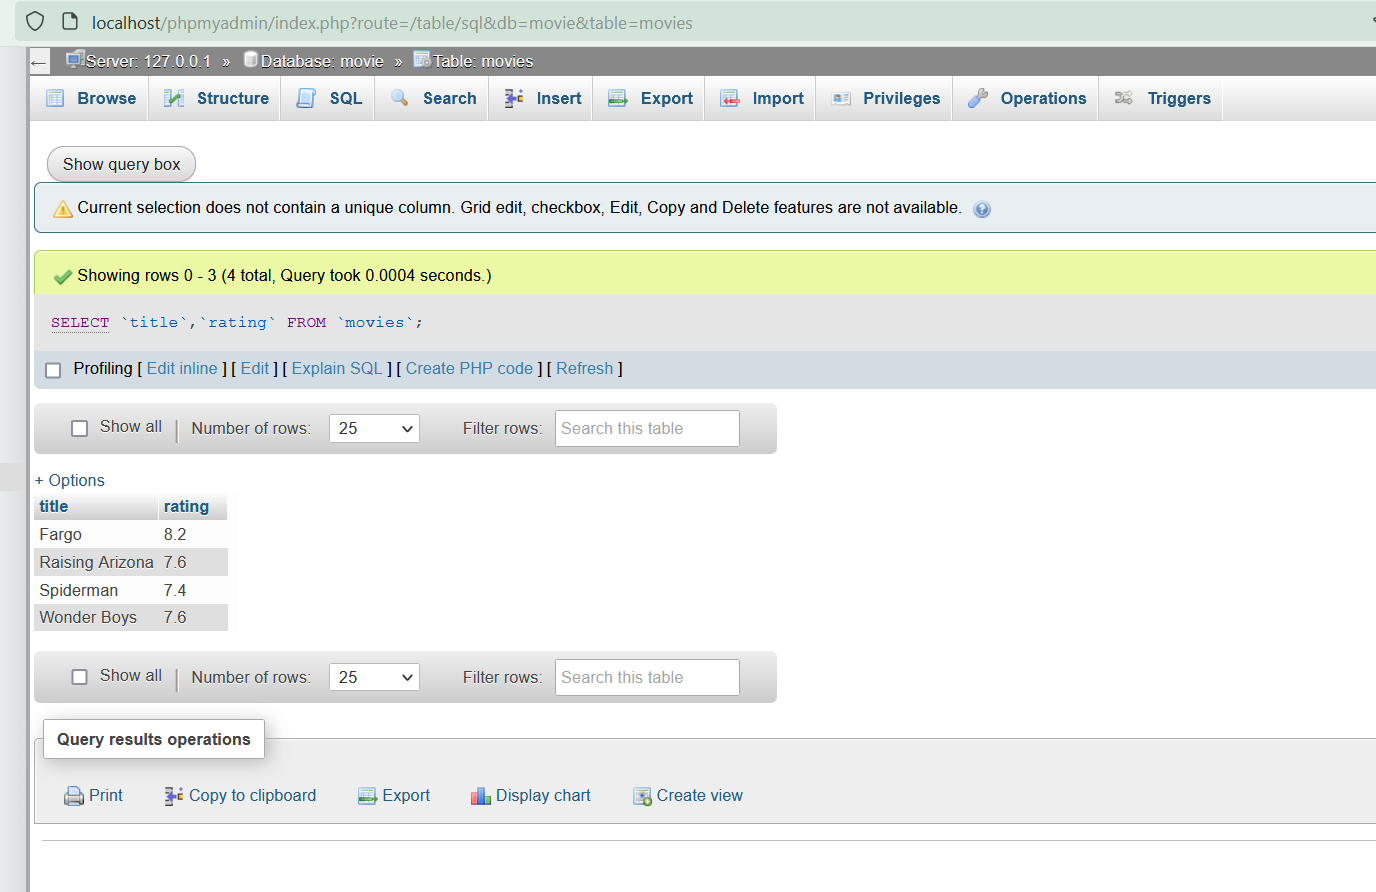 localhost/phpmyadmin/index.php?route=/table/sql&db=movie&table=movies
Server: 127.0.0.1 » Database: movie » Table: movies
Browse Structure SQL Search Insert Export Import Privileges Operations Triggers
Show query box
Current selection does not contain a unique column. Grid edit, checkbox, Edit, Copy and Delete features are not available.
Showing rows 0 - 3 (4 total, Query took 0.0004 seconds.)
SELECT `title`,`rating` FROM `movies`;
Profiling [ Edit inline ] [ Edit ] [ Explain SQL ] [ Create PHP code ] [ Refresh ]
Show all Number of rows: 25 Filter rows: Search this table
+ Options
title rating
Fargo 8.2
Raising Arizona 7.6
Spiderman 7.4
Wonder Boys 7.6
Show all Number of rows: 25 Filter rows: Search this table
Query results operations
Print Copy to clipboard Export Display chart Create view